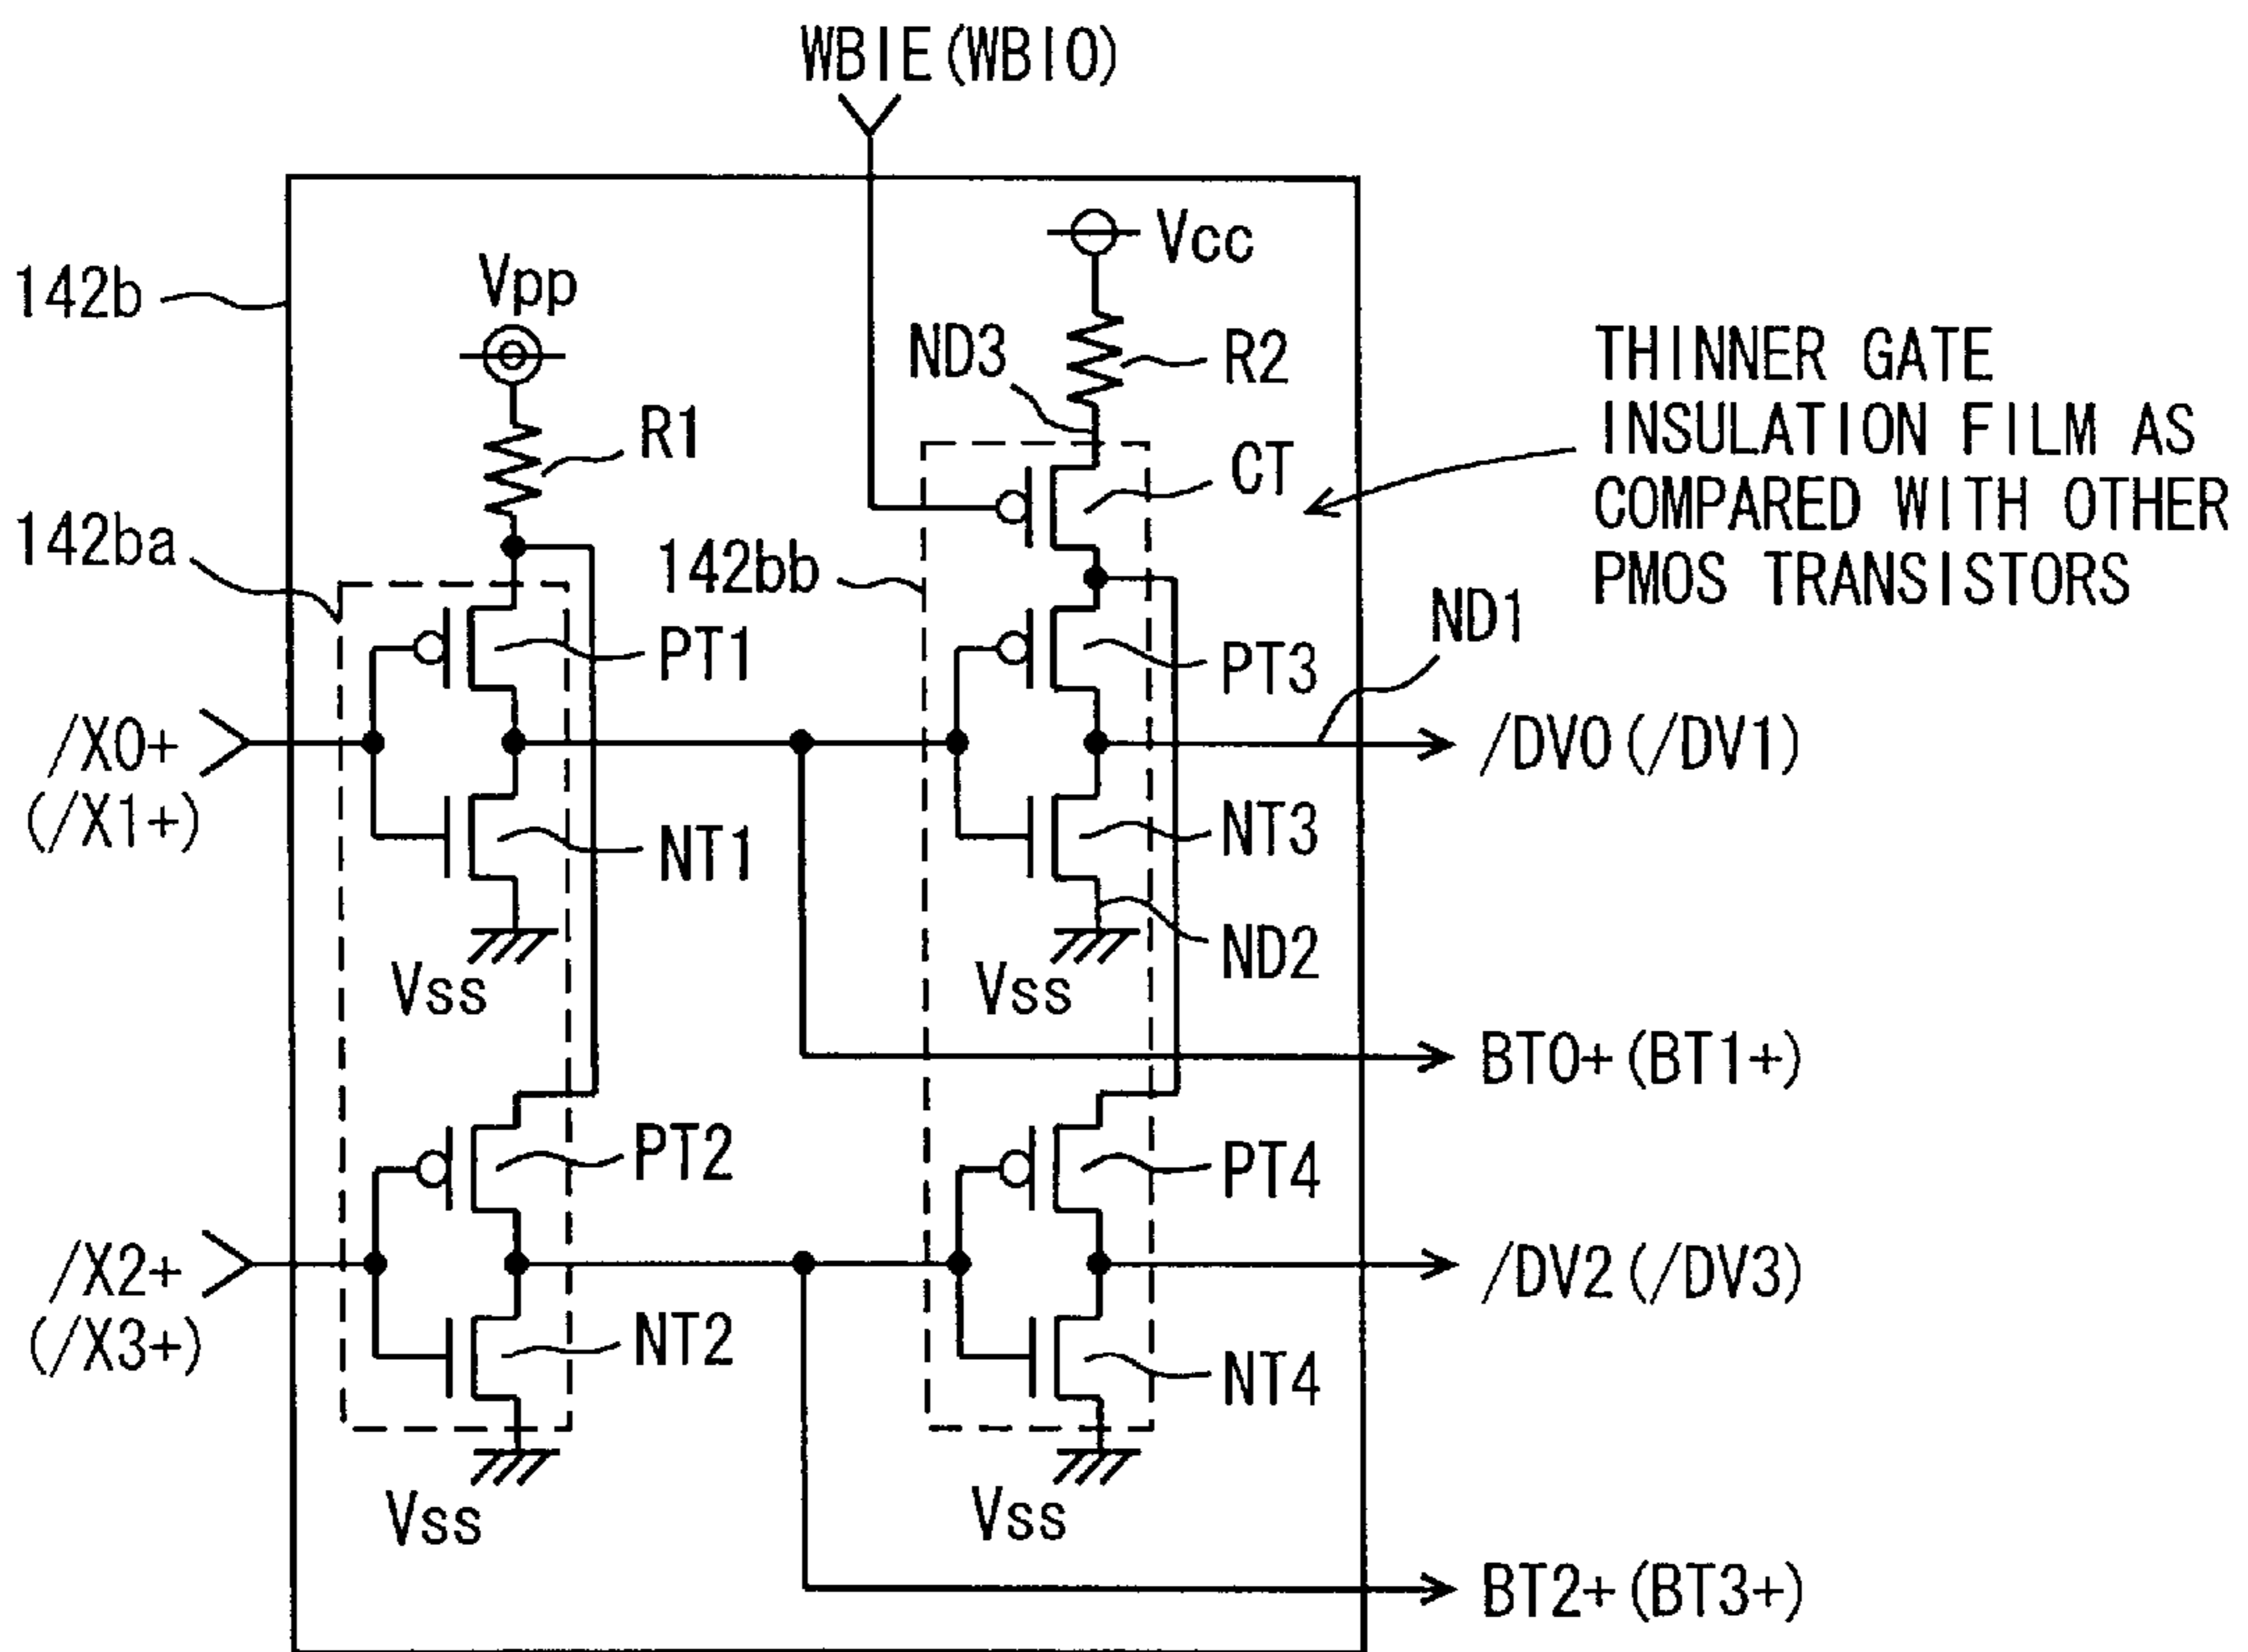 WBIE(WBIO)
Vcc
142b
Vpp
ND3
R2
THINNER GATE
INSULATION FILM AS
COMPARED WITH OTHER
PMOS TRANSISTORS
R1
CT
142ba
142bb
ND1
PT1
PT3
/X0+
(/X1+)
/DV0(/DV1)
NT1
NT3
ND2
Vss
Vss
BT0+(BT1+)
PT2
PT4
/X2+
(/X3+)
/DV2(/DV3)
NT2
NT4
Vss
Vss
BT2+(BT3+)